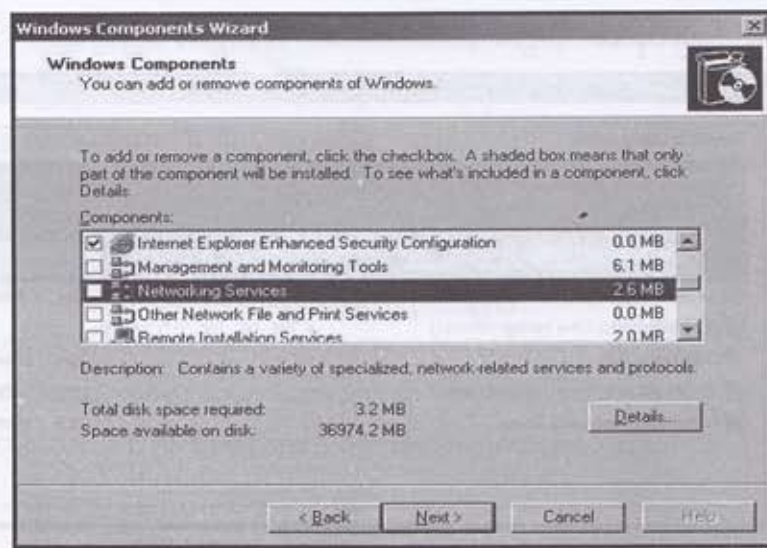 Windows Components Wizard
Windows Components
You can add or remove components of Windows.
To add or remove a component, click the checkbox. A shaded box means that only
part of the component will be installed. To see what's included in a component, click
Details.
Components:
Internet Explorer Enhanced Security Configuration 0.0 MB
Management and Monitoring Tools 6.1 MB
Networking Services 2.6 MB
Other Network File and Print Services 0.0 MB
Remote Installation Services 2.0 MB
Description: Contains a variety of specialized, network-related services and protocols.
Total disk space required: 3.2 MB
Space available on disk: 36974.2 MB
Details...
< Back Next > Cancel Help